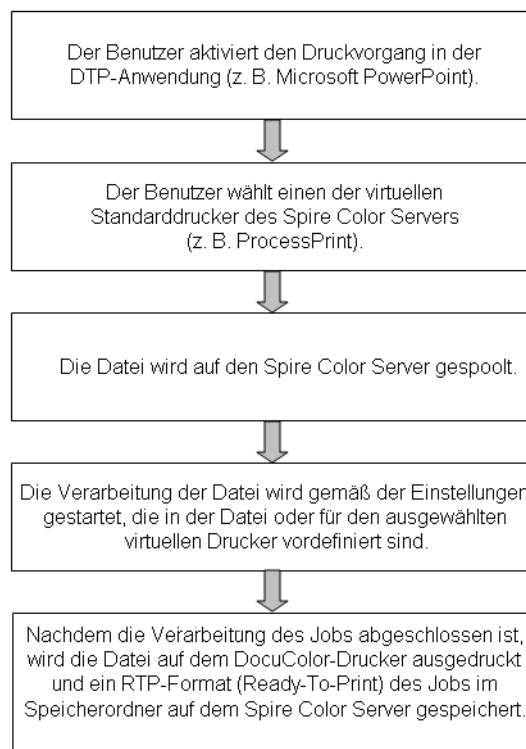 Der Benutzer aktiviert den Druckvorgang in der
DTP-Anwendung (z. B. Microsoft PowerPoint).
Der Benutzer wählt einen der virtuellen
Standarddrucker des Spire Color Servers
(z. B. ProcessPrint).
Die Datei wird auf den Spire Color Server gespoolt.
Die Verarbeitung der Datei wird gemäß der Einstellungen
gestartet, die in der Datei oder für den ausgewählten
virtuellen Drucker vordefiniert sind.
Nachdem die Verarbeitung des Jobs abgeschlossen ist,
wird die Datei auf dem DocuColor-Drucker ausgedruckt
und ein RTP-Format (Ready-To-Print) des Jobs im
Speicherordner auf dem Spire Color Server gespeichert.